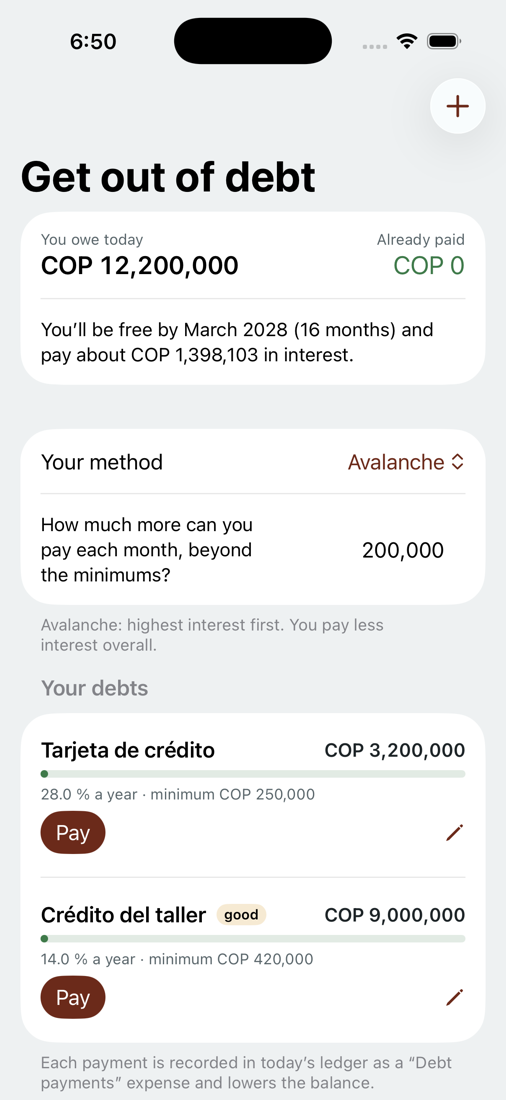 6:50
Get out of debt
You owe today
Already paid
COP 12,200,000
COP 0
You’ll be free by March 2028 (16 months) and
pay about COP 1,398,103 in interest.
Your method
Avalanche
How much more can you
pay each month, beyond
the minimums?
200,000
Avalanche: highest interest first. You pay less
interest overall.
Your debts
Tarjeta de crédito
COP 3,200,000
28.0 % a year · minimum COP 250,000
Pay
Crédito del taller
good
COP 9,000,000
14.0 % a year · minimum COP 420,000
Pay
Each payment is recorded in today’s ledger as a “Debt
payments” expense and lowers the balance.